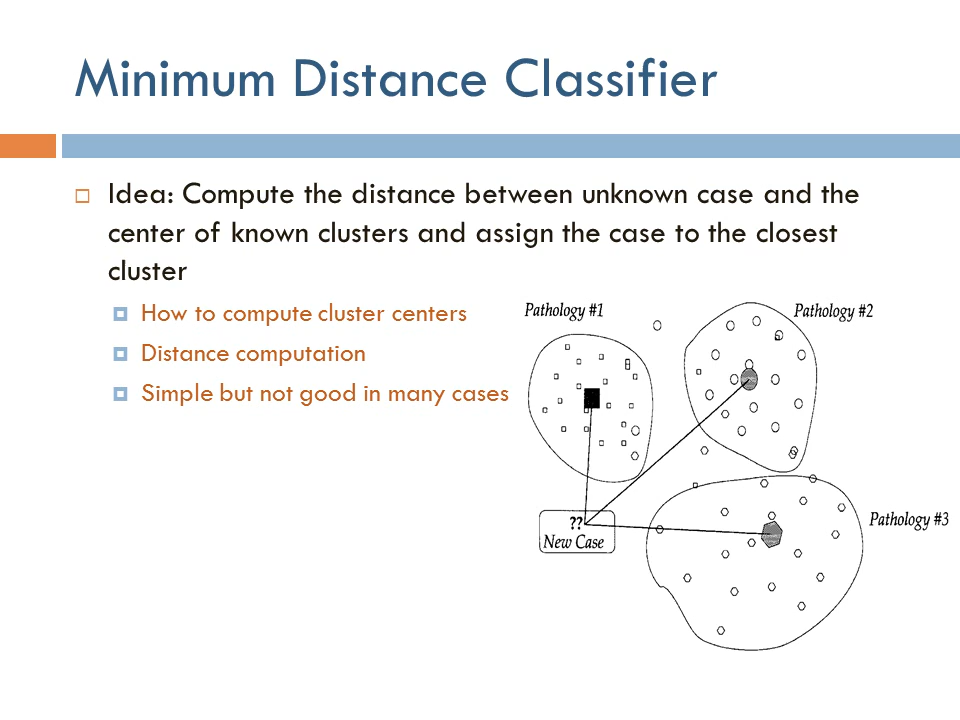 Minimum Distance Classifier
Idea: Compute the distance between unknown case and the
center of known clusters and assign the case to the closest
cluster
How to compute cluster centers
Distance computation
Simple but not good in many cases
Pathology #1
Pathology #2
Pathology #3
??
New Case